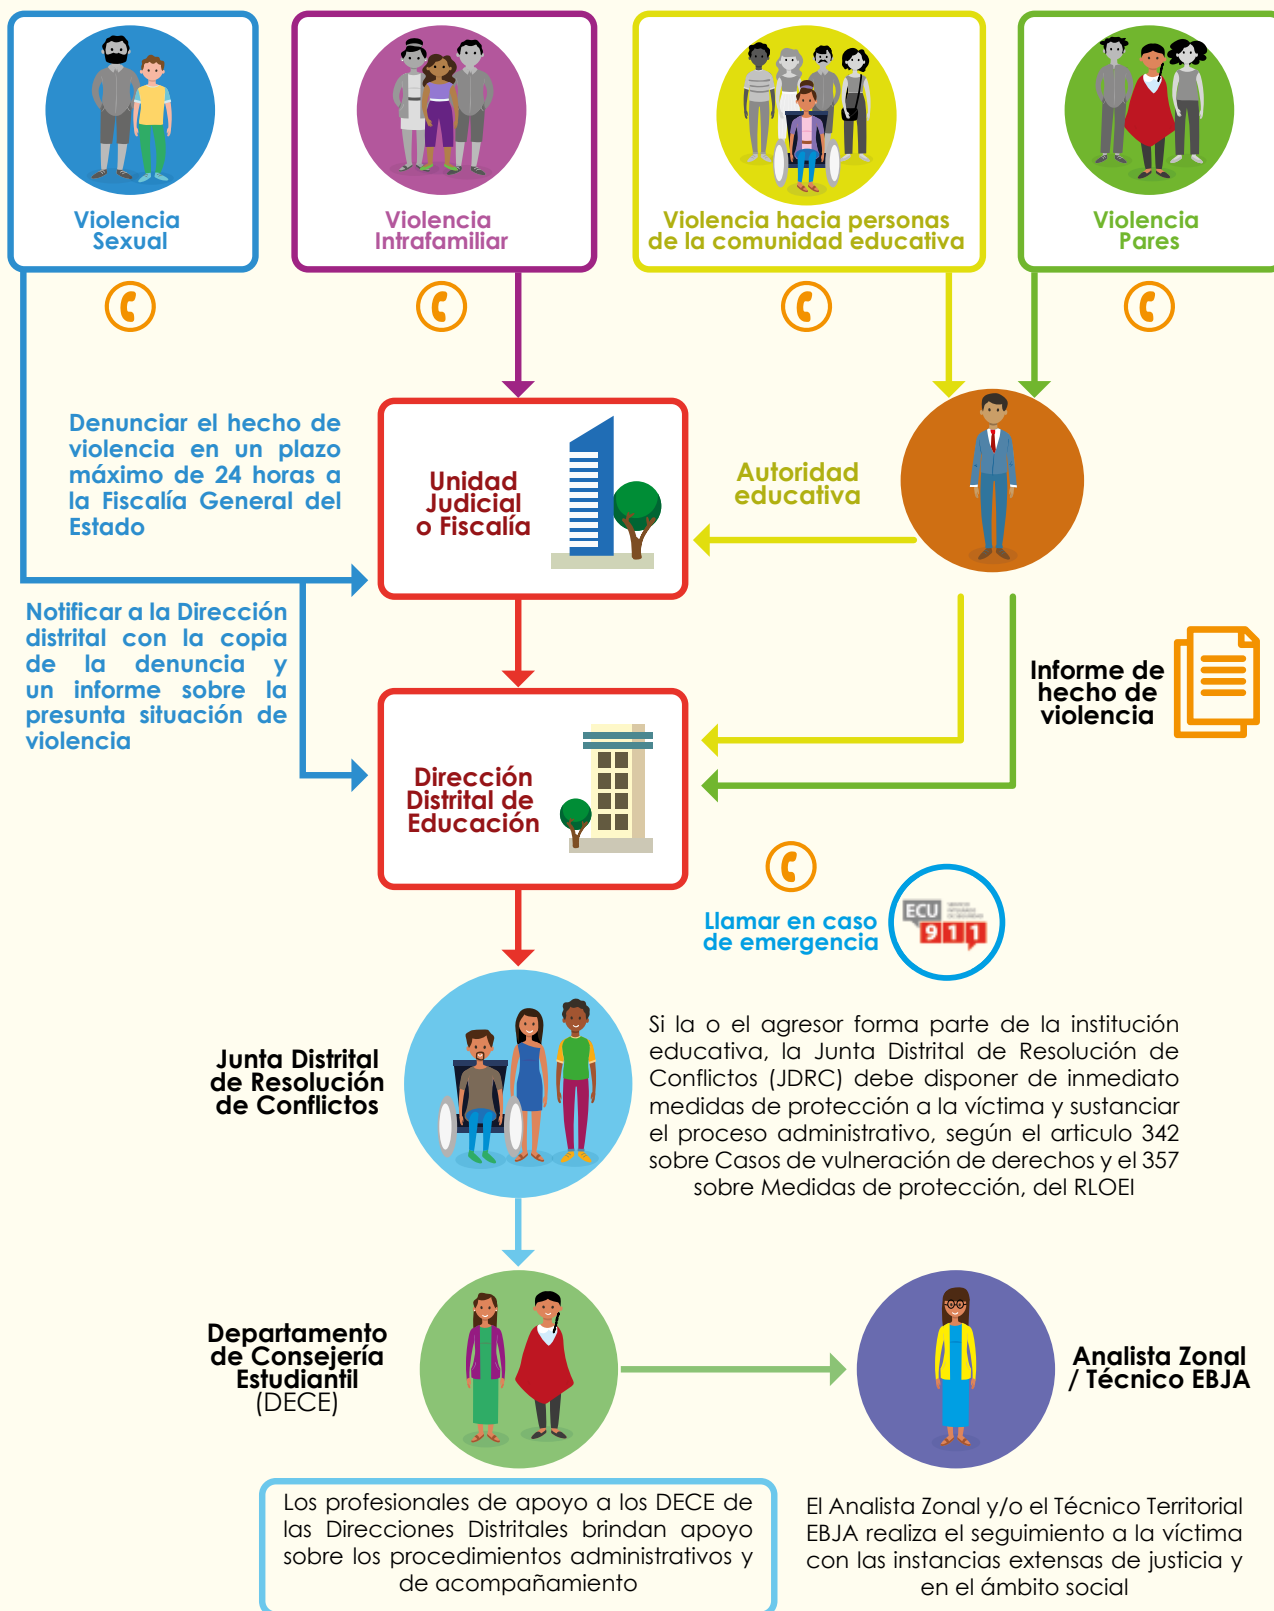 Violencia
Sexual
Violencia
Intrafamiliar
Violencia hacia personas
de la comunidad educativa
Violencia
Pares
Denunciar el hecho de
violencia en un plazo
máximo de 24 horas a
la Fiscalía General del
Estado
Unidad
Judicial
o Fiscalía
Autoridad
educativa
Notificar a la Dirección
distrital con la copia
de la denuncia y
un informe sobre la
presunta situación de
violencia
Informe de
hecho de
violencia
Dirección
Distrital de
Educación
Llamar en caso
de emergencia
ECU
911
Junta Distrital
de Resolución
de Conflictos
Si la o el agresor forma parte de la institución
educativa, la Junta Distrital de Resolución de
Conflictos (JDRC) debe disponer de inmediato
medidas de protección a la víctima y sustanciar
el proceso administrativo, según el articulo 342
sobre Casos de vulneración de derechos y el 357
sobre Medidas de protección, del RLOEI
Departamento
de Consejería
Estudiantil
(DECE)
Analista Zonal
/ Técnico EBJA
Los profesionales de apoyo a los DECE de
las Direcciones Distritales brindan apoyo
sobre los procedimientos administrativos y
de acompañamiento
El Analista Zonal y/o el Técnico Territorial
EBJA realiza el seguimiento a la víctima
con las instancias extensas de justicia y
en el ámbito social